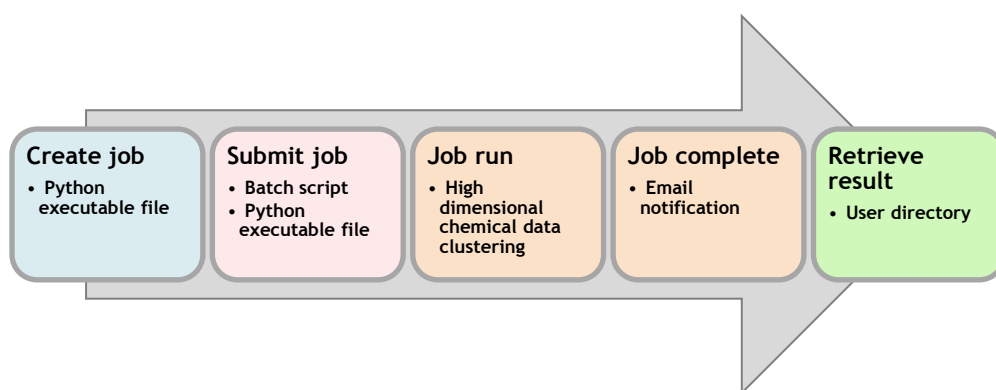 Create job
• Python
executable file
Submit job
• Batch script
• Python
executable file
Job run
• High
dimensional
chemical data
clustering
Job complete
• Email
notification
Retrieve
result
• User directory